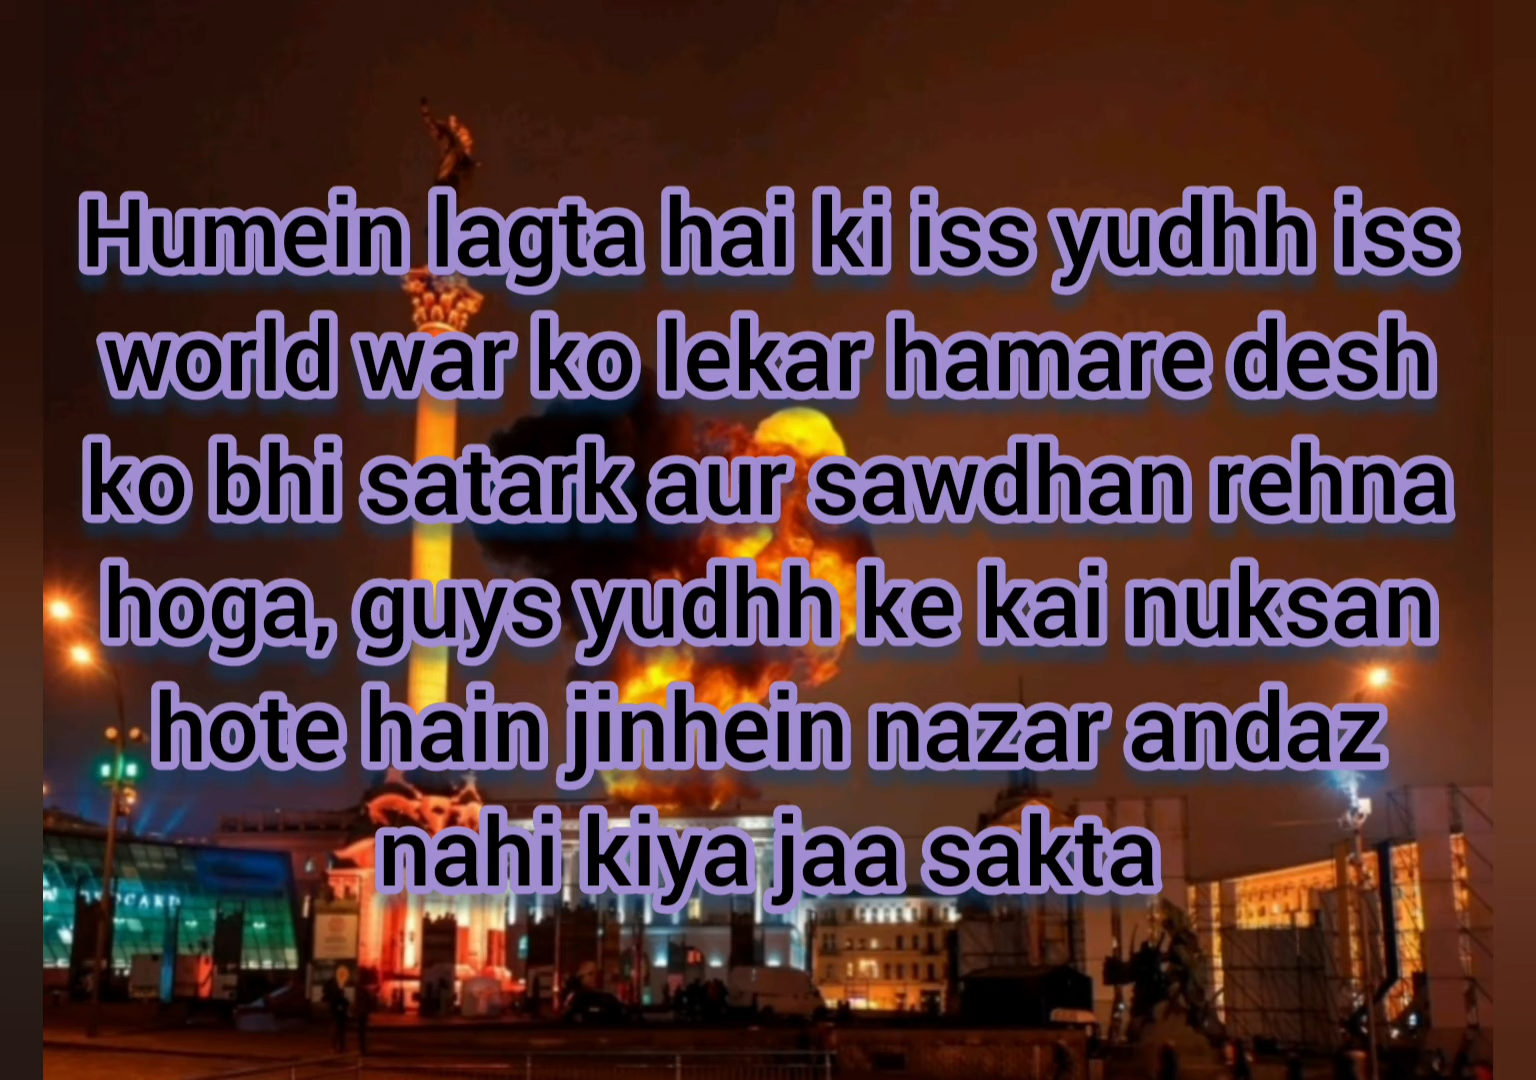 Humein lagta hai ki iss yudhh iss
world war ko lekar hamare desh
ko bhi satark aur sawdhan rehna
hoga, guys yudhh ke kai nuksan
hote hain jinhein nazar andaz
nahi kiya jaa sakta